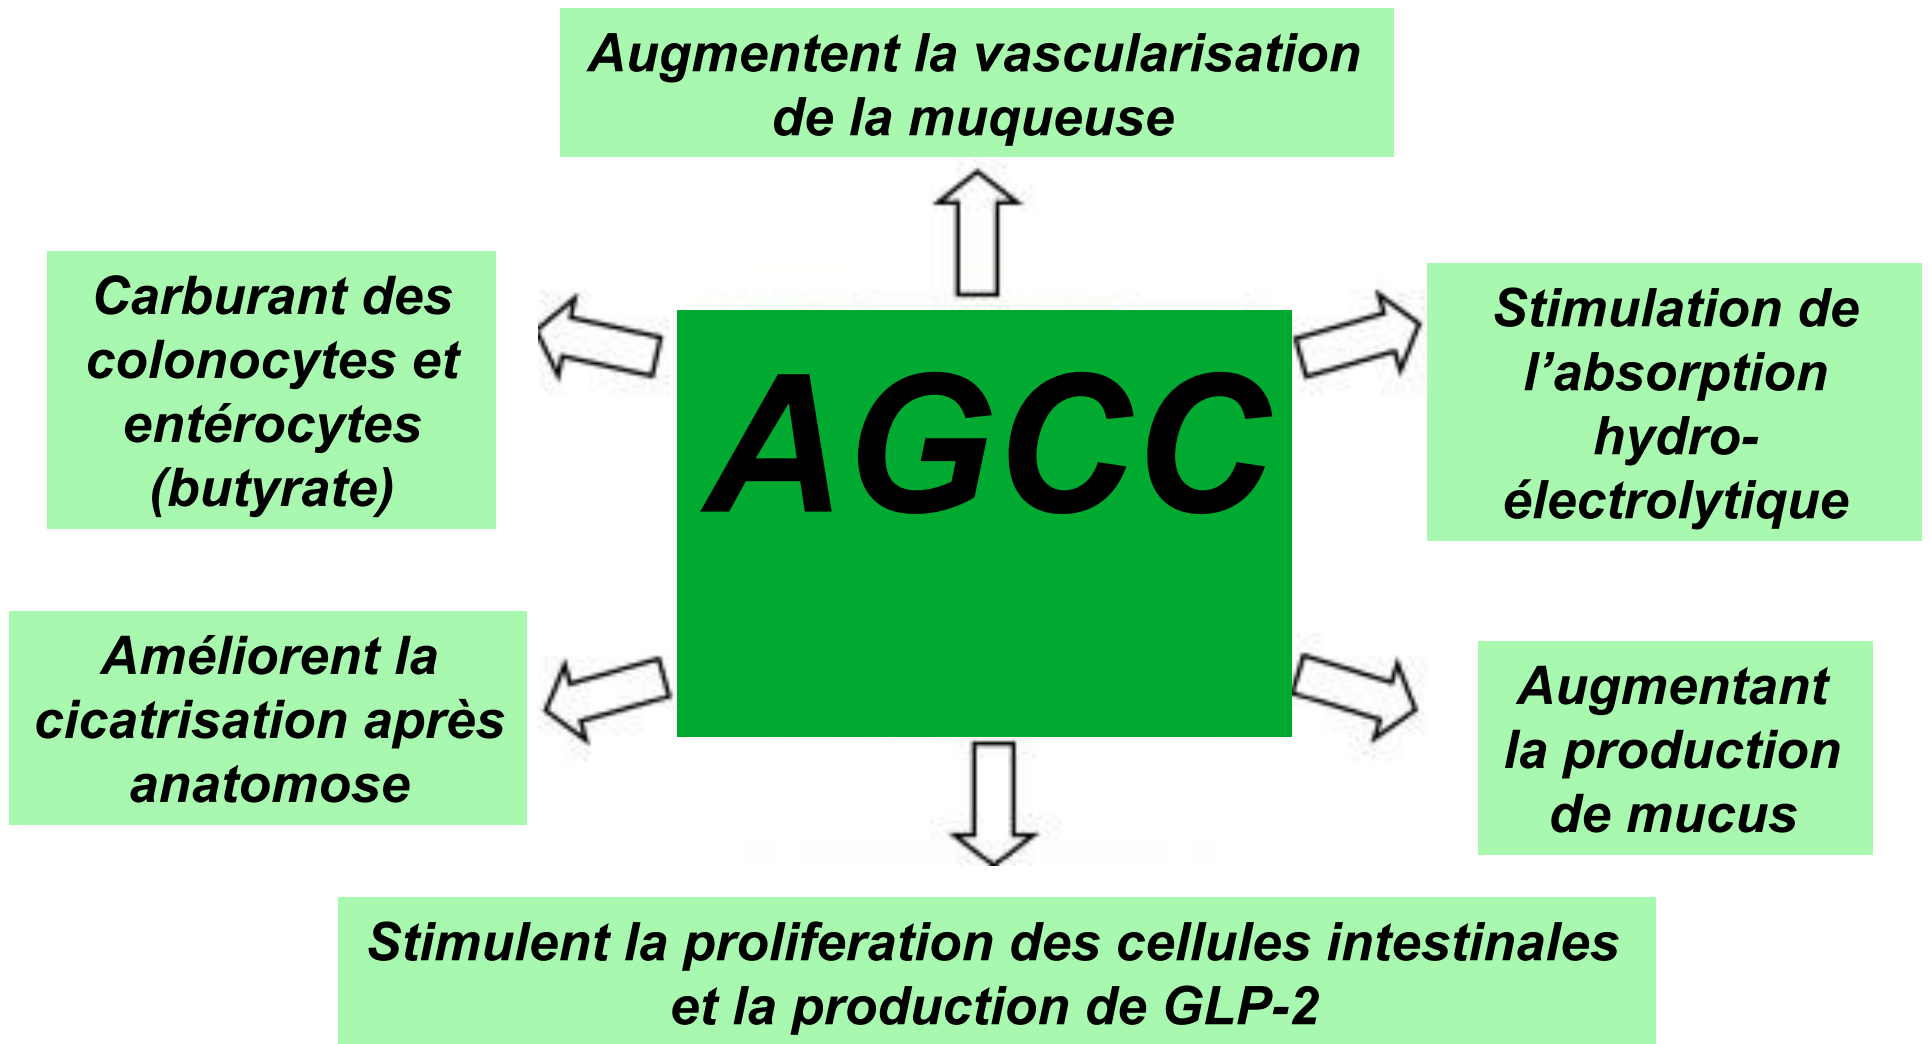 Augmentent la vascularisation
de la muqueuse
Carburant des
colonocytes et
entérocytes
(butyrate)
AGCC
Stimulation de
l’absorption
hydro-
électrolytique
Améliorent la
cicatrisation après
anatomose
Augmentant
la production
de mucus
Stimulent la proliferation des cellules intestinales
et la production de GLP-2